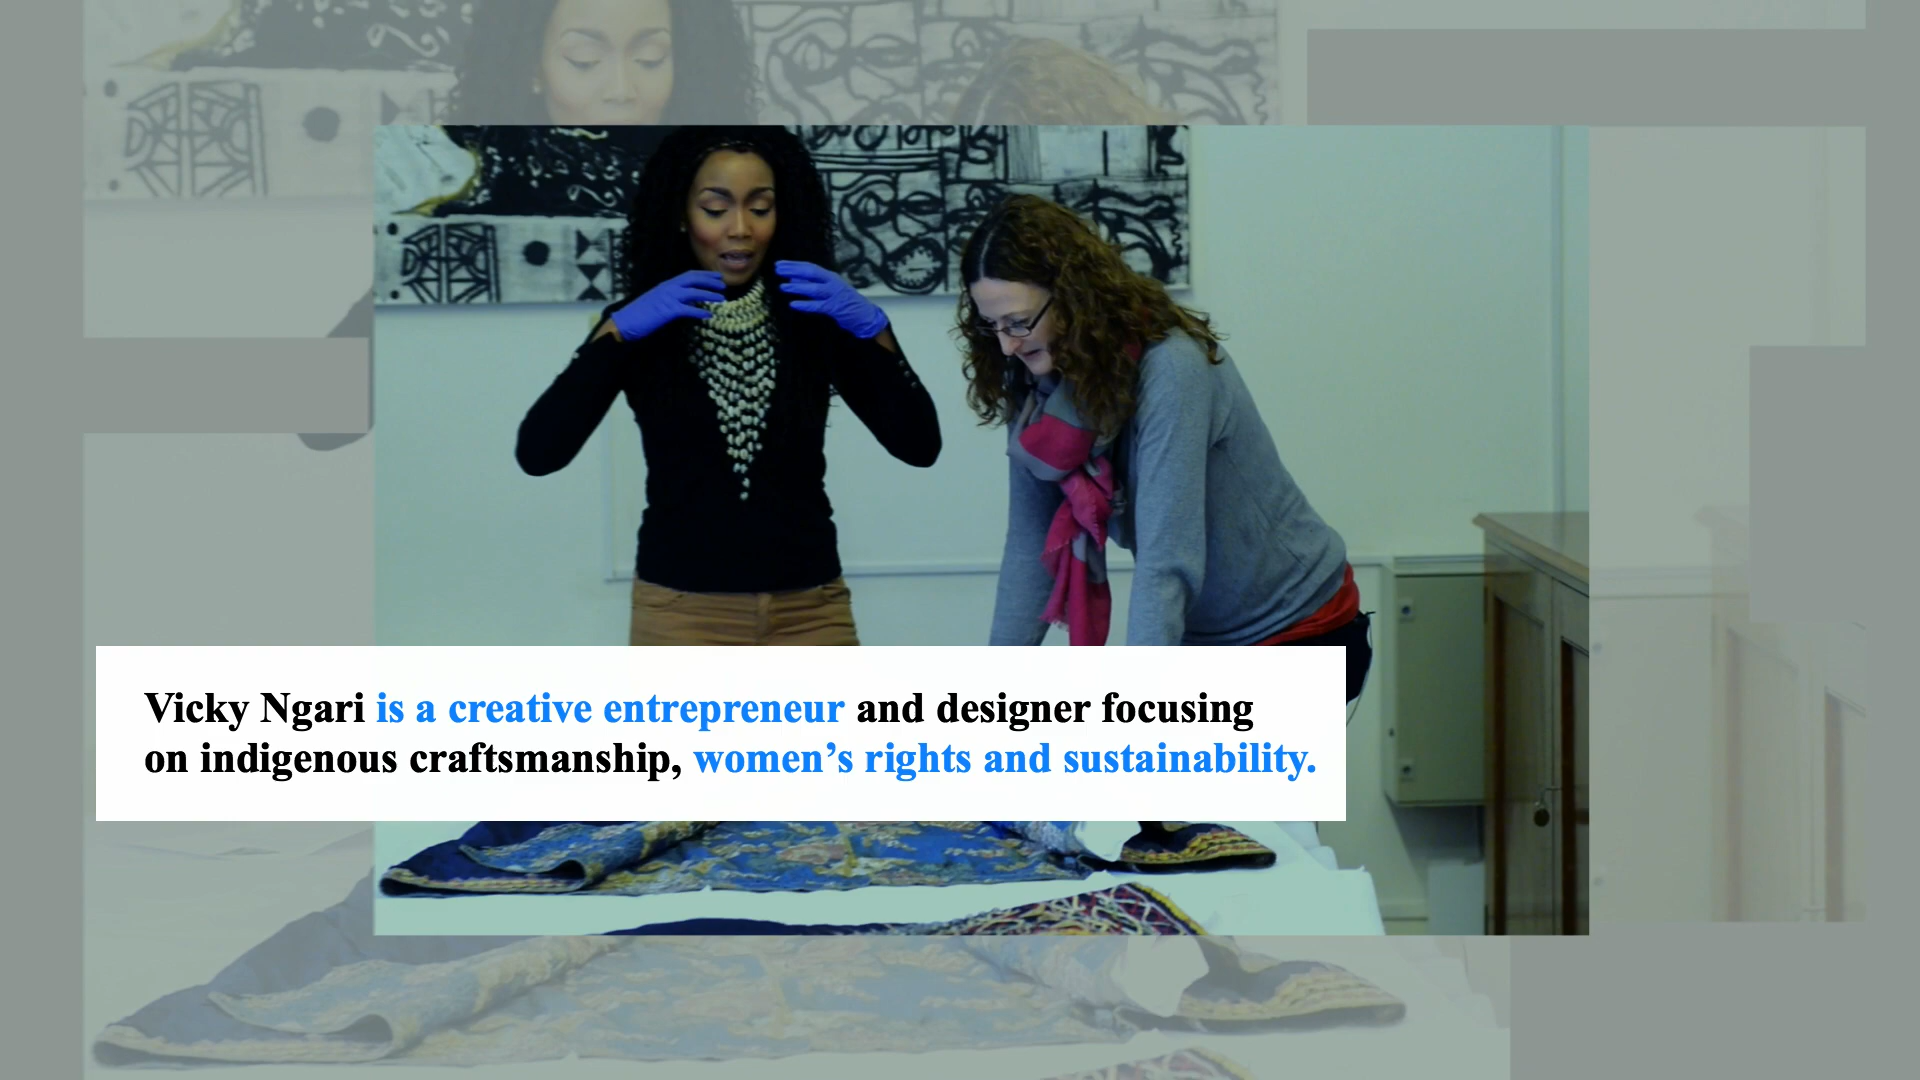 Vicky Ngari is a creative entrepreneur and designer focusing
on indigenous craftsmanship, women’s rights and sustainability.